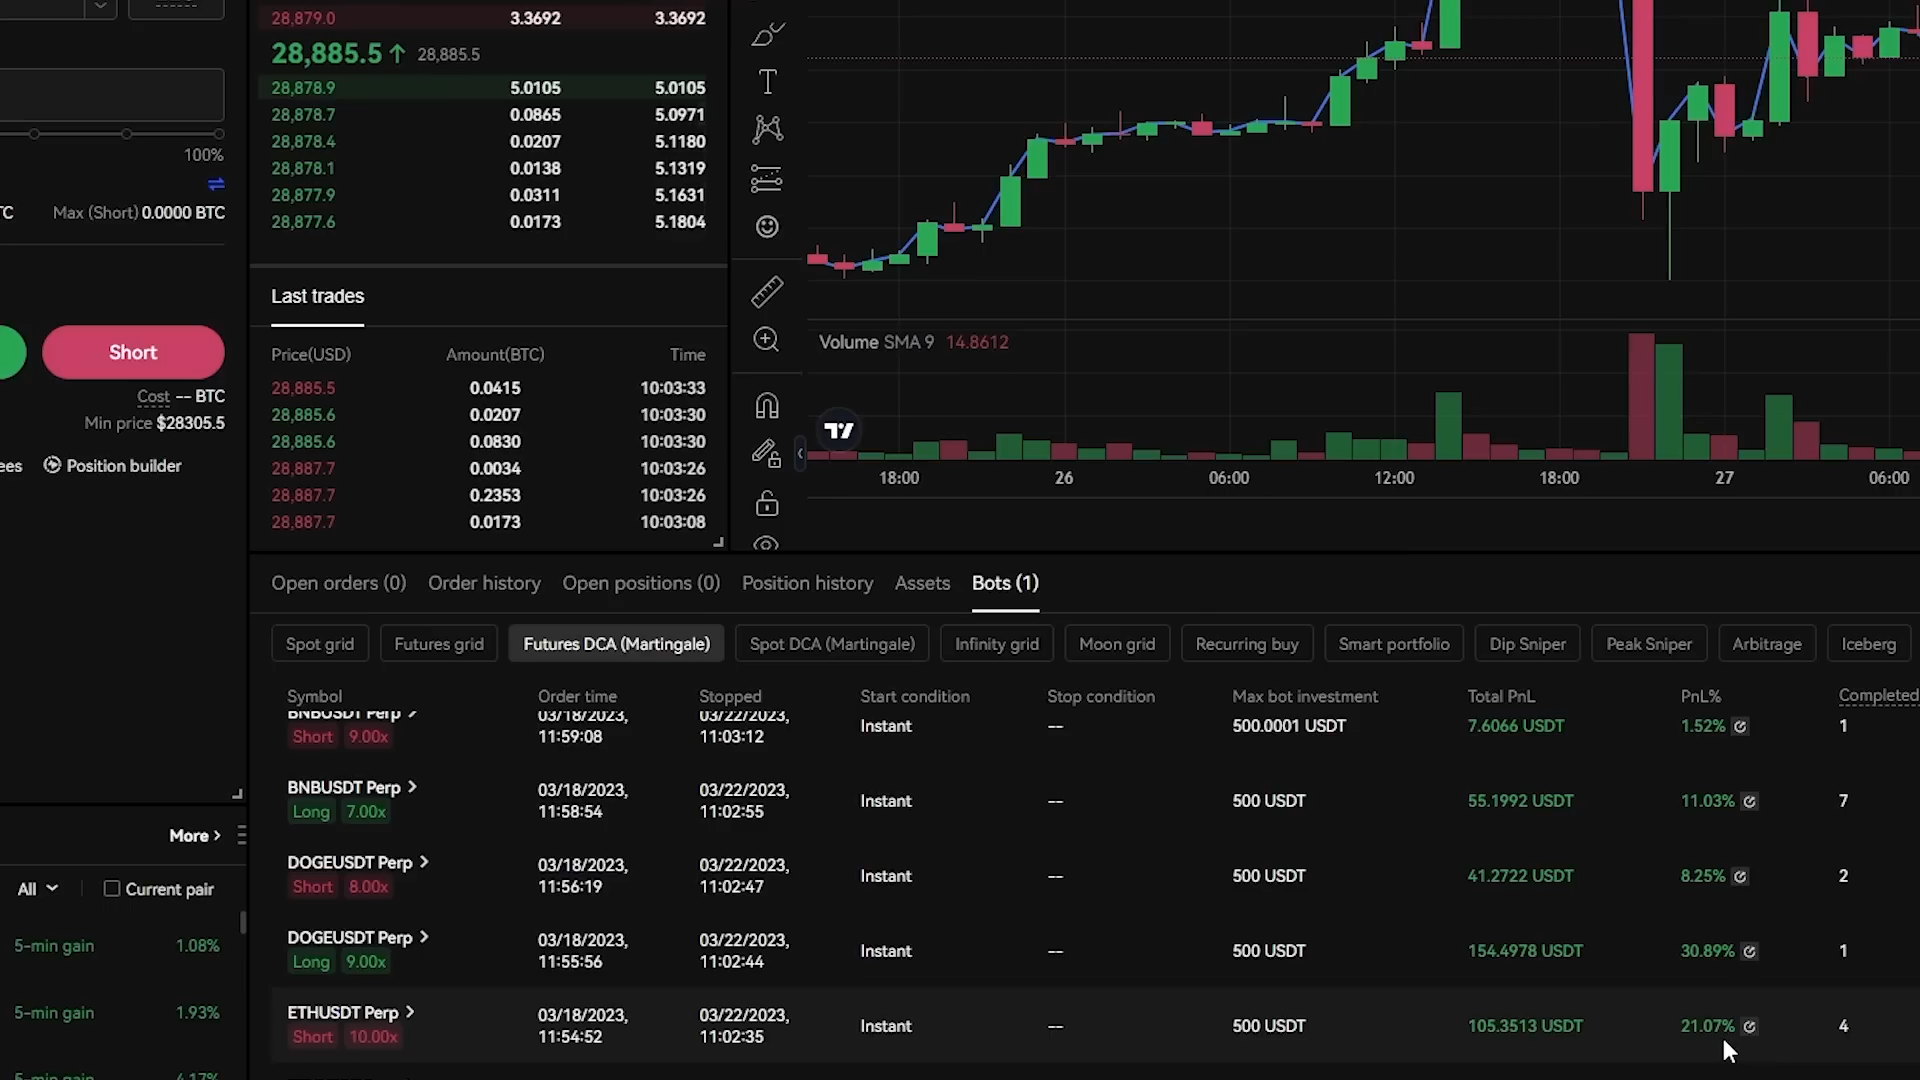 28,879.0 3.3692 3.3692
28,885.5 ↑ 28,885.5
28,878.9 5.0105 5.0105
28,878.7 0.0865 5.0971
28,878.4 0.0207 5.1180
28,878.1 0.0138 5.1319
28,877.9 0.0311 5.1631
28,877.6 0.0173 5.1804
100%
TC Max (Short) 0.0000 BTC
Short
Cost -- BTC
Min price $28305.5
ees Position builder
Last trades
Price(USD) Amount(BTC) Time
28,885.5 0.0415 10:03:33
28,885.6 0.0207 10:03:30
28,885.6 0.0830 10:03:30
28,887.7 0.0034 10:03:26
28,887.7 0.2353 10:03:26
28,887.7 0.0173 10:03:08
Volume SMA 9 14.8612
18:00 26 06:00 12:00 18:00 27 06:00
More >
All Current pair
5-min gain 1.08%
5-min gain 1.93%
5-min gain 4.17%
Open orders (0) Order history Open positions (0) Position history Assets Bots (1)
Spot grid Futures grid Futures DCA (Martingale) Spot DCA (Martingale) Infinity grid Moon grid Recurring buy Smart portfolio Dip Sniper Peak Sniper Arbitrage Iceberg
Symbol Order time Stopped Start condition Stop condition Max bot investment Total PnL PnL% Completed
BNBUSDT Perp > 03/18/2023, 03/22/2023, Instant -- 500.0001 USDT 7.6066 USDT 1.52% 1
Short 9.00x 11:59:08 11:03:12
BNBUSDT Perp > 03/18/2023, 03/22/2023, Instant -- 500 USDT 55.1992 USDT 11.03% 7
Long 7.00x 11:58:54 11:02:55
DOGEUSDT Perp > 03/18/2023, 03/22/2023, Instant -- 500 USDT 41.2722 USDT 8.25% 2
Short 8.00x 11:56:19 11:02:47
DOGEUSDT Perp > 03/18/2023, 03/22/2023, Instant -- 500 USDT 154.4978 USDT 30.89% 1
Long 9.00x 11:55:56 11:02:44
ETHUSDT Perp > 03/18/2023, 03/22/2023, Instant -- 500 USDT 105.3513 USDT 21.07% 4
Short 10.00x 11:54:52 11:02:35